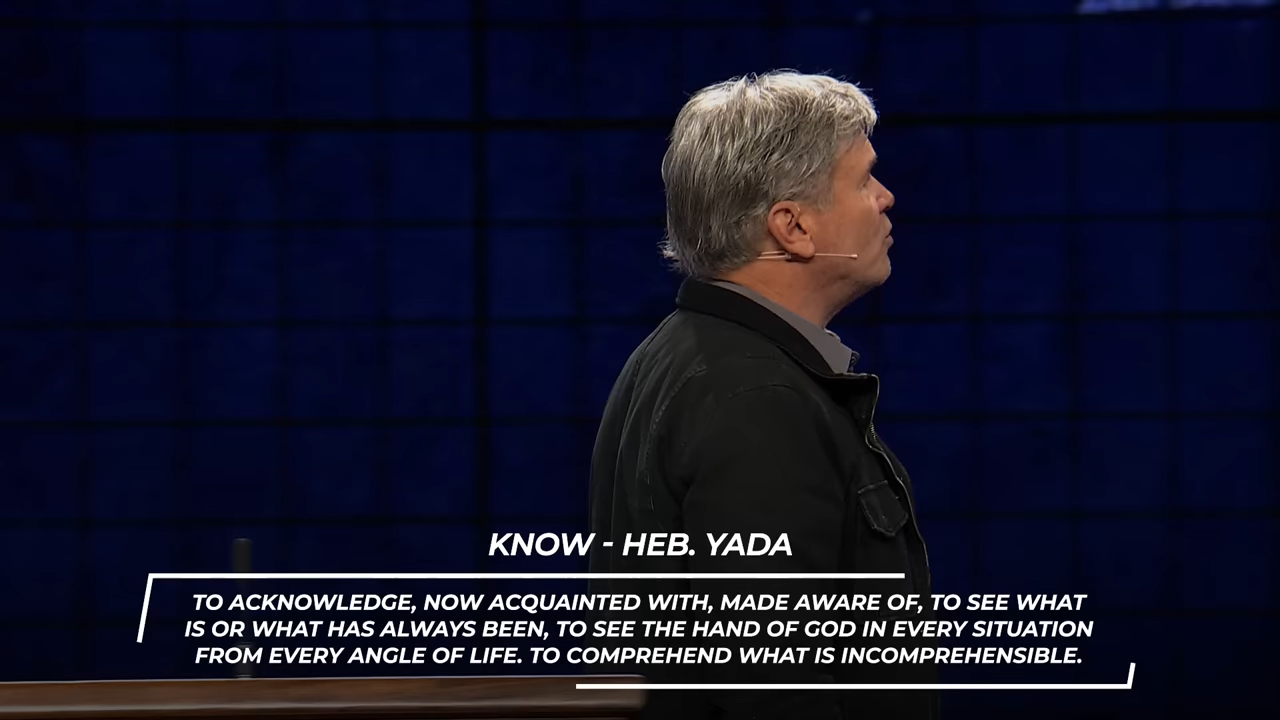 KNOW - HEB. YADA
TO ACKNOWLEDGE, NOW ACQUAINTED WITH, MADE AWARE OF, TO SEE WHAT
IS OR WHAT HAS ALWAYS BEEN, TO SEE THE HAND OF GOD IN EVERY SITUATION
FROM EVERY ANGLE OF LIFE. TO COMPREHEND WHAT IS INCOMPREHENSIBLE.